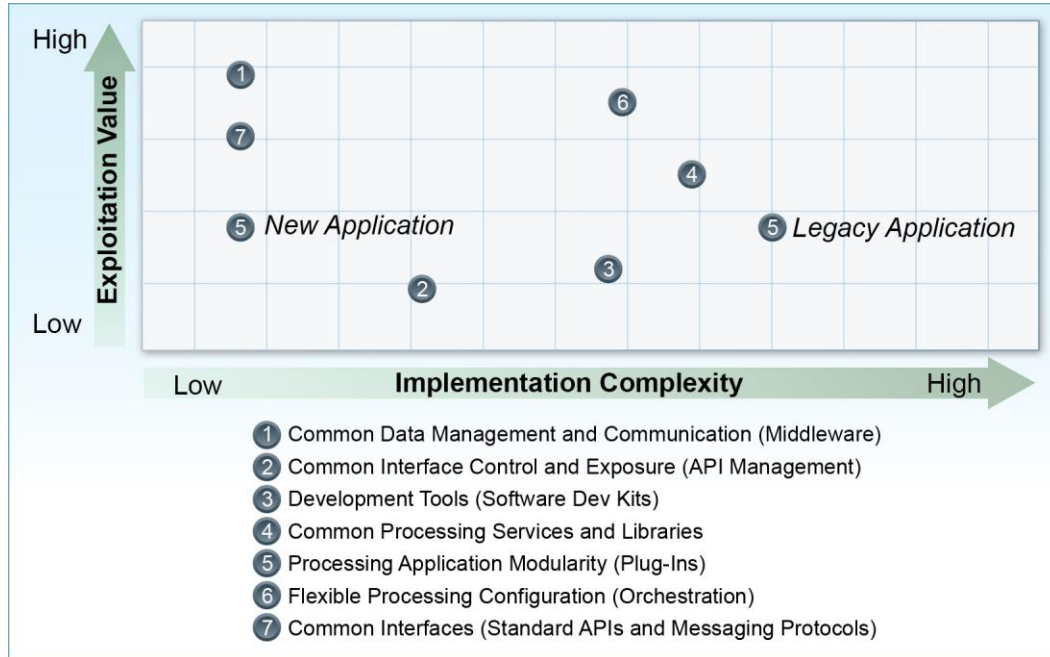 High
Exploitation Value
Low
1
6
7
4
5 New Application
5 Legacy Application
3
2
Low Implementation Complexity High
1 Common Data Management and Communication (Middleware)
2 Common Interface Control and Exposure (API Management)
3 Development Tools (Software Dev Kits)
4 Common Processing Services and Libraries
5 Processing Application Modularity (Plug-Ins)
6 Flexible Processing Configuration (Orchestration)
7 Common Interfaces (Standard APIs and Messaging Protocols)